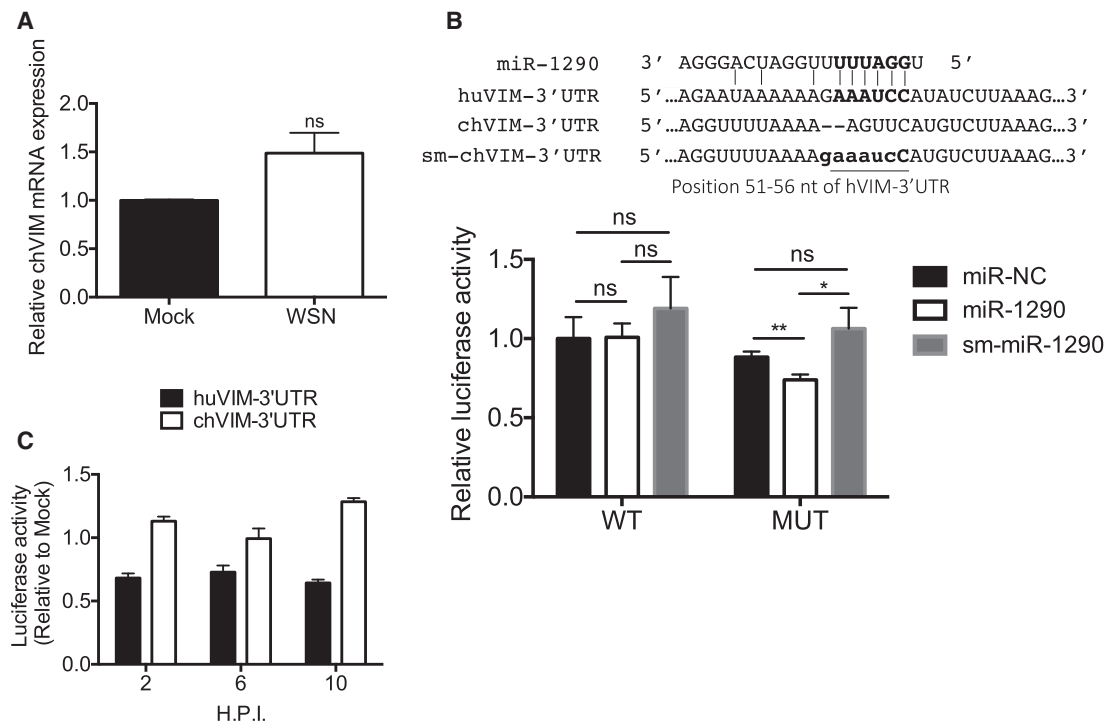 A
Relative chVIM mRNA expression
2.0
1.5
1.0
0.5
0.0
ns
Mock
WSN
B
miR-1290 3′ AGGGACUAGGUUUUUAGGU 5′
huVIM-3′UTR 5′…AGAAUAAAAAAGAAAUCCAUAUCUUAAAG…3′
chVIM-3′UTR 5′…AGGUUUUAAAA--AGUUCAUGUCUUAAAG…3′
sm-chVIM-3′UTR 5′…AGGUUUUAAAAgaaaucCAUGUCUUAAAG…3′
Position 51-56 nt of hVIM-3′UTR
Relative luciferase activity
1.5
1.0
0.5
0.0
ns
ns
ns
ns
*
**
WT
MUT
miR-NC
miR-1290
sm-miR-1290
huVIM-3'UTR
chVIM-3'UTR
C
Luciferase activity
(Relative to Mock)
1.5
1.0
0.5
0.0
2
6
10
H.P.I.